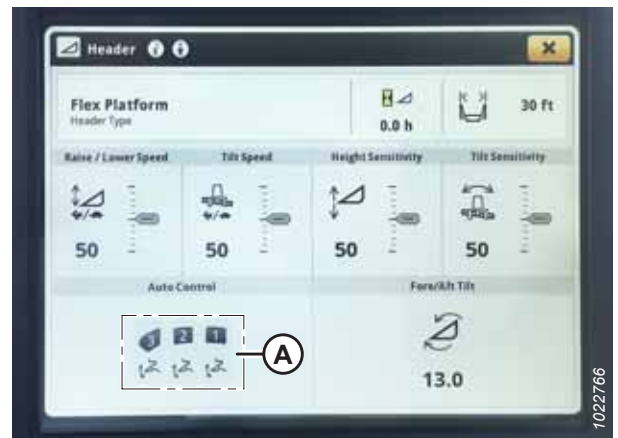 Header
Flex Platform
Header Type
0.0 h
30 ft
Raise / Lower Speed
Tilt Speed
Height Sensitivity
Tilt Sensitivity
50
50
50
50
Auto Control
Fore/Aft Tilt
3 2 1
A
13.0
1022766